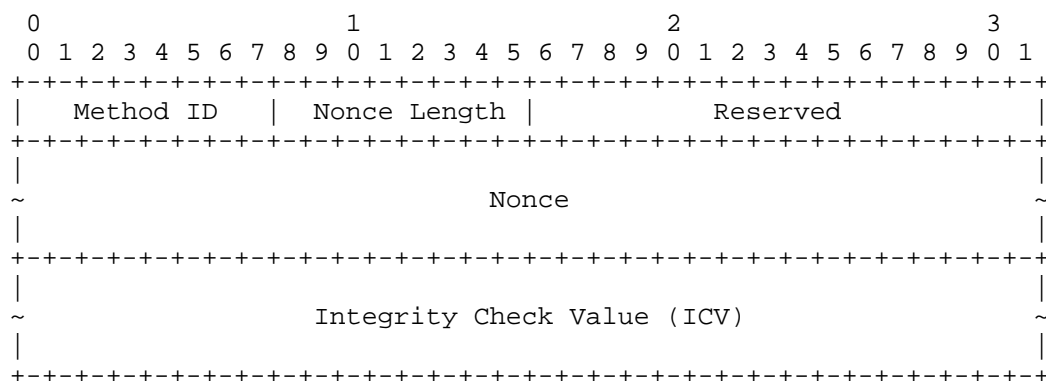 0                   1                   2                   3
 0 1 2 3 4 5 6 7 8 9 0 1 2 3 4 5 6 7 8 9 0 1 2 3 4 5 6 7 8 9 0 1
+-+-+-+-+-+-+-+-+-+-+-+-+-+-+-+-+-+-+-+-+-+-+-+-+-+-+-+-+-+-+-+-+
|   Method ID   |  Nonce Length |           Reserved            |
+-+-+-+-+-+-+-+-+-+-+-+-+-+-+-+-+-+-+-+-+-+-+-+-+-+-+-+-+-+-+-+-+
|                                                               |
~                             Nonce                             ~
|                                                               |
+-+-+-+-+-+-+-+-+-+-+-+-+-+-+-+-+-+-+-+-+-+-+-+-+-+-+-+-+-+-+-+-+
|                                                               |
~                  Integrity Check Value (ICV)                  ~
|                                                               |
+-+-+-+-+-+-+-+-+-+-+-+-+-+-+-+-+-+-+-+-+-+-+-+-+-+-+-+-+-+-+-+-+